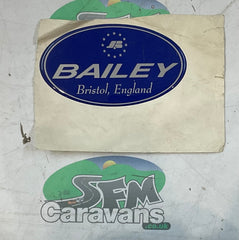 BAILEY
Bristol, England
SFM
Caravans
.co.uk